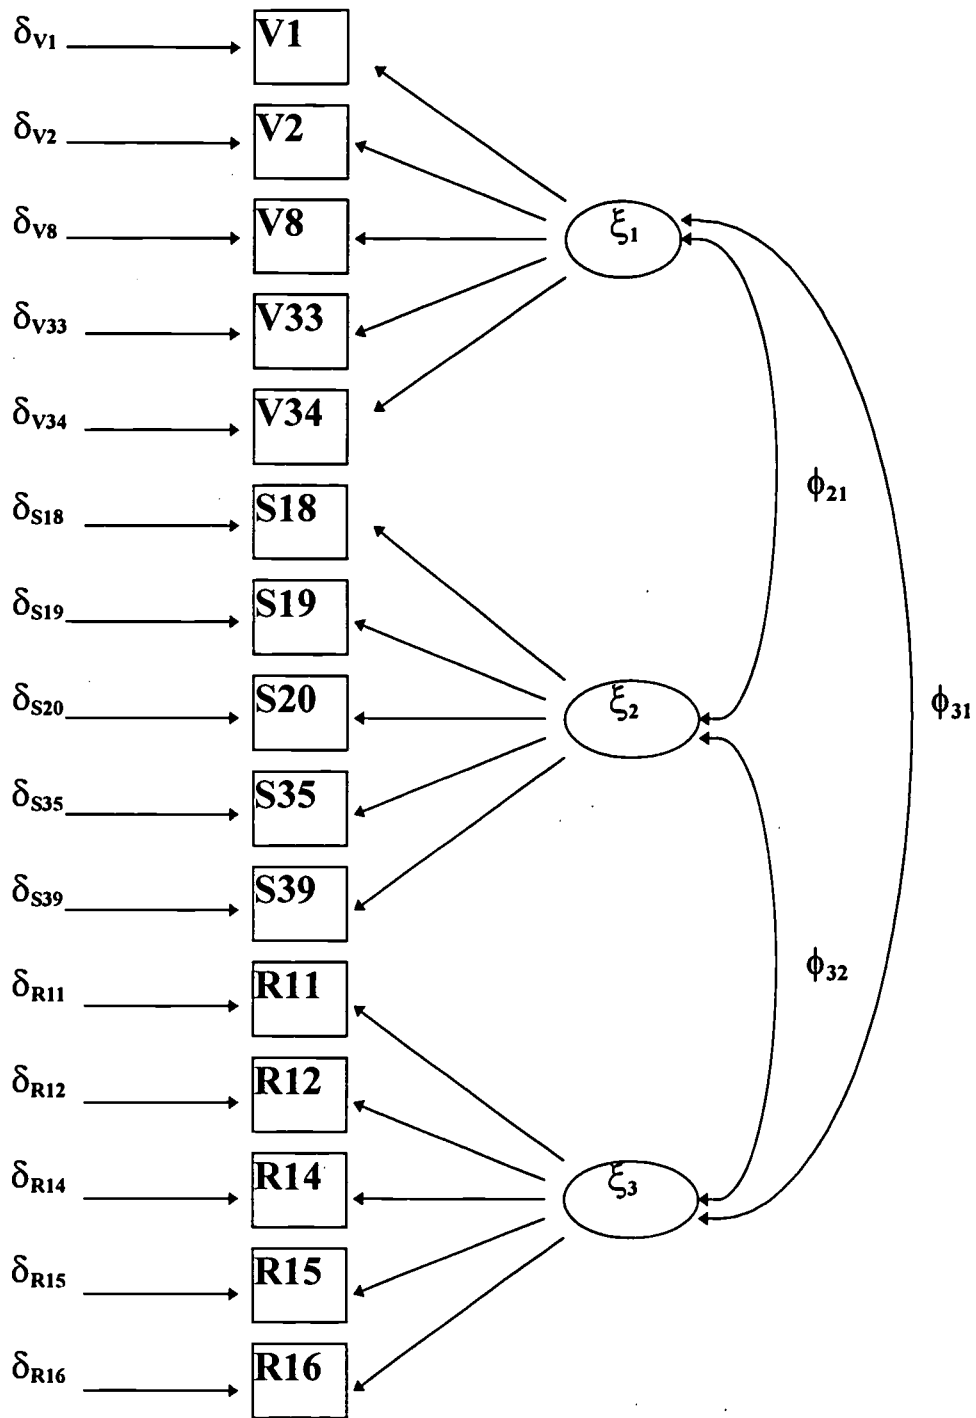 δV1 V1
δV2 V2
δV8 V8
ξ1
δV33 V33
δV34 V34
ϕ21
δS18 S18
δS19 S19
δS20 S20
ξ2
ϕ31
δS35 S35
δS39 S39
ϕ32
δR11 R11
δR12 R12
δR14 R14
ξ3
δR15 R15
δR16 R16